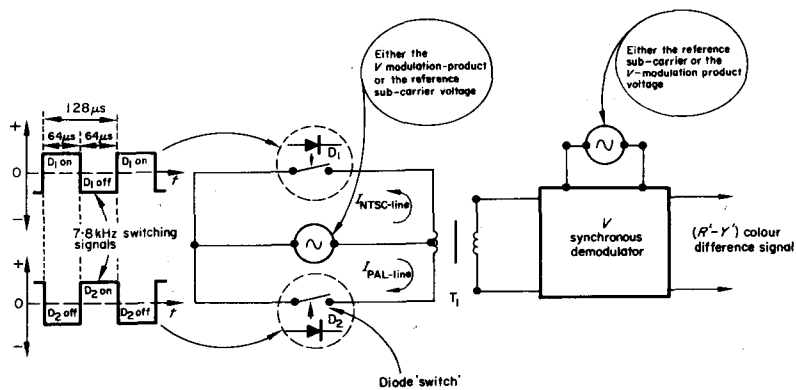 Either the
V modulation-product
or the reference
sub-carrier voltage
Either the reference
sub-carrier or the
V-modulation product
voltage
128μs
64μs 64μs
+
D₁ on D₁ on
0
D₁ off
t
−
7·8kHz switching
signals
+
D₂ on
0
D₂ off D₂ off
t
−
D₁
I NTSC-line
I PAL-line
D₂
T₁
Diode 'switch'
V
synchronous
demodulator
(R'−Y') colour
difference signal